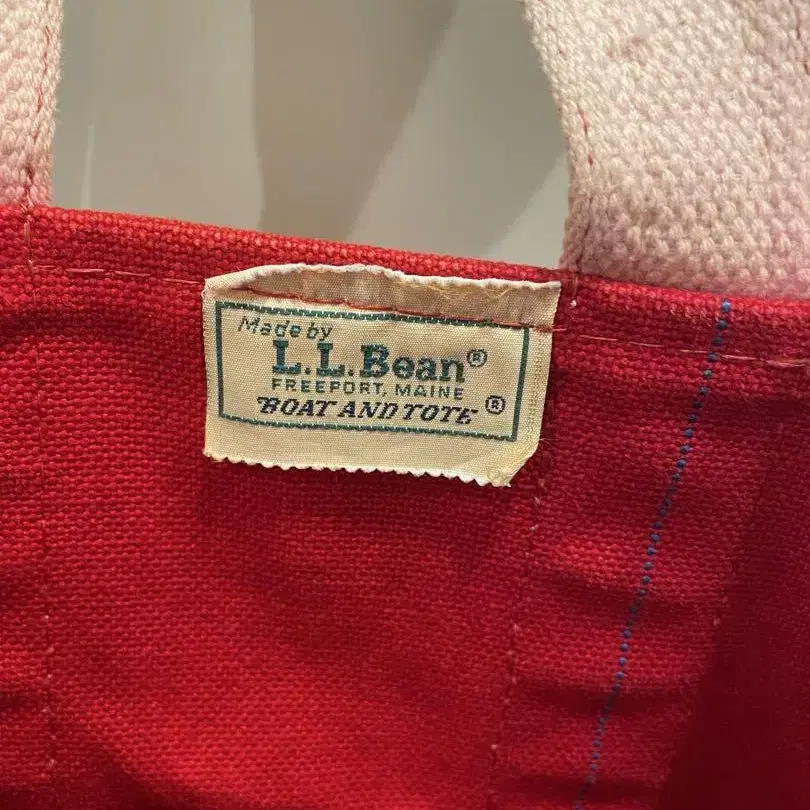 Made by
L.L.Bean®
FREEPORT, MAINE
BOAT AND TOTE®